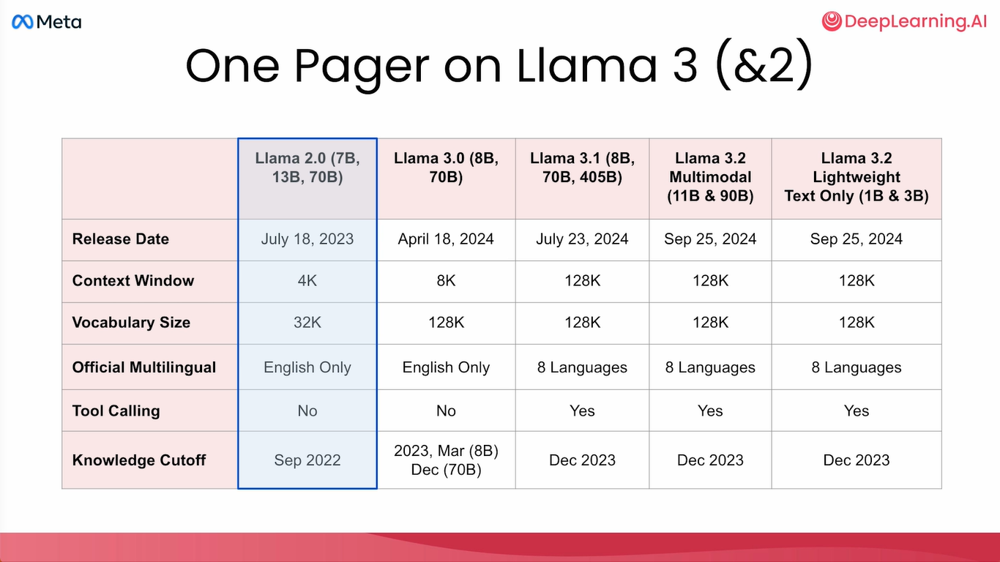 Meta
DeepLearning.AI
One Pager on Llama 3 (&2)
Llama 2.0 (7B,
13B, 70B)
Llama 3.0 (8B,
70B)
Llama 3.1 (8B,
70B, 405B)
Llama 3.2
Multimodal
(11B & 90B)
Llama 3.2
Lightweight
Text Only (1B & 3B)
Release Date
July 18, 2023
April 18, 2024
July 23, 2024
Sep 25, 2024
Sep 25, 2024
Context Window
4K
8K
128K
128K
128K
Vocabulary Size
32K
128K
128K
128K
128K
Official Multilingual
English Only
English Only
8 Languages
8 Languages
8 Languages
Tool Calling
No
No
Yes
Yes
Yes
Knowledge Cutoff
Sep 2022
2023, Mar (8B)
Dec (70B)
Dec 2023
Dec 2023
Dec 2023